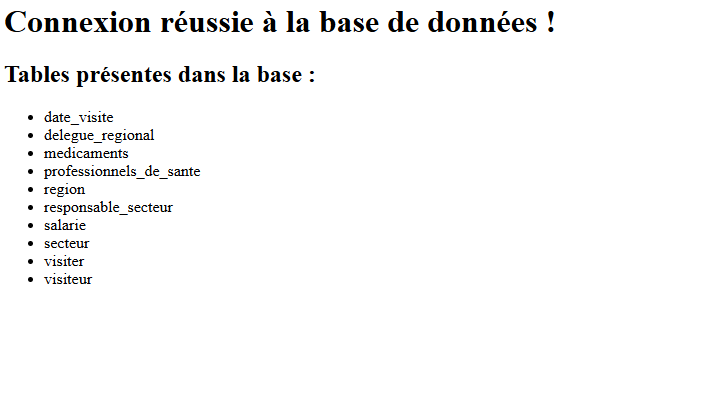 Connexion réussie à la base de données !
Tables présentes dans la base :
date_visite
delegue_regional
medicaments
professionnels_de_sante
region
responsable_secteur
salarie
secteur
visiter
visiteur